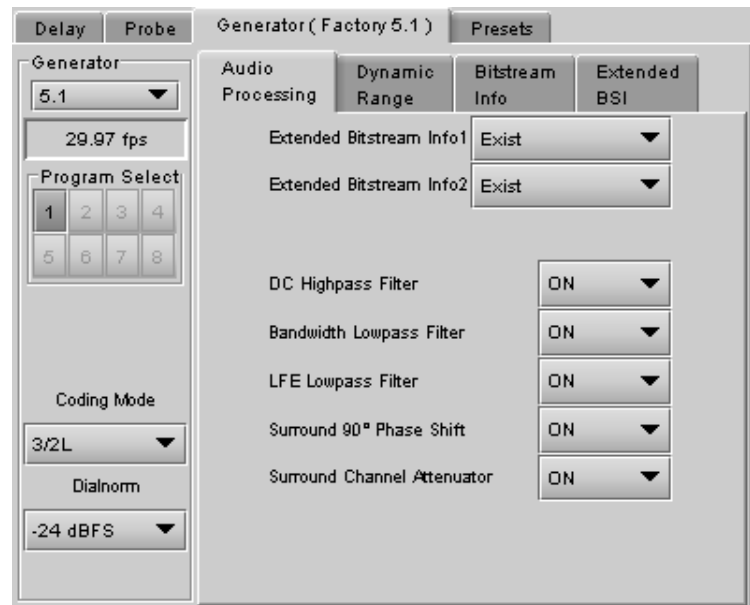 Delay Probe Generator ( Factory 5.1 ) Presets
Generator
5.1
29.97 fps
Program Select
1 2 3 4
5 6 7 8
Coding Mode
3/2L
Dialnorm
-24 dBFS
Audio Processing
Dynamic Range
Bitstream Info
Extended BSI
Extended Bitstream Info1 Exist
Extended Bitstream Info2 Exist
DC Highpass Filter ON
Bandwidth Lowpass Filter ON
LFE Lowpass Filter ON
Surround 90° Phase Shift ON
Surround Channel Attenuator ON